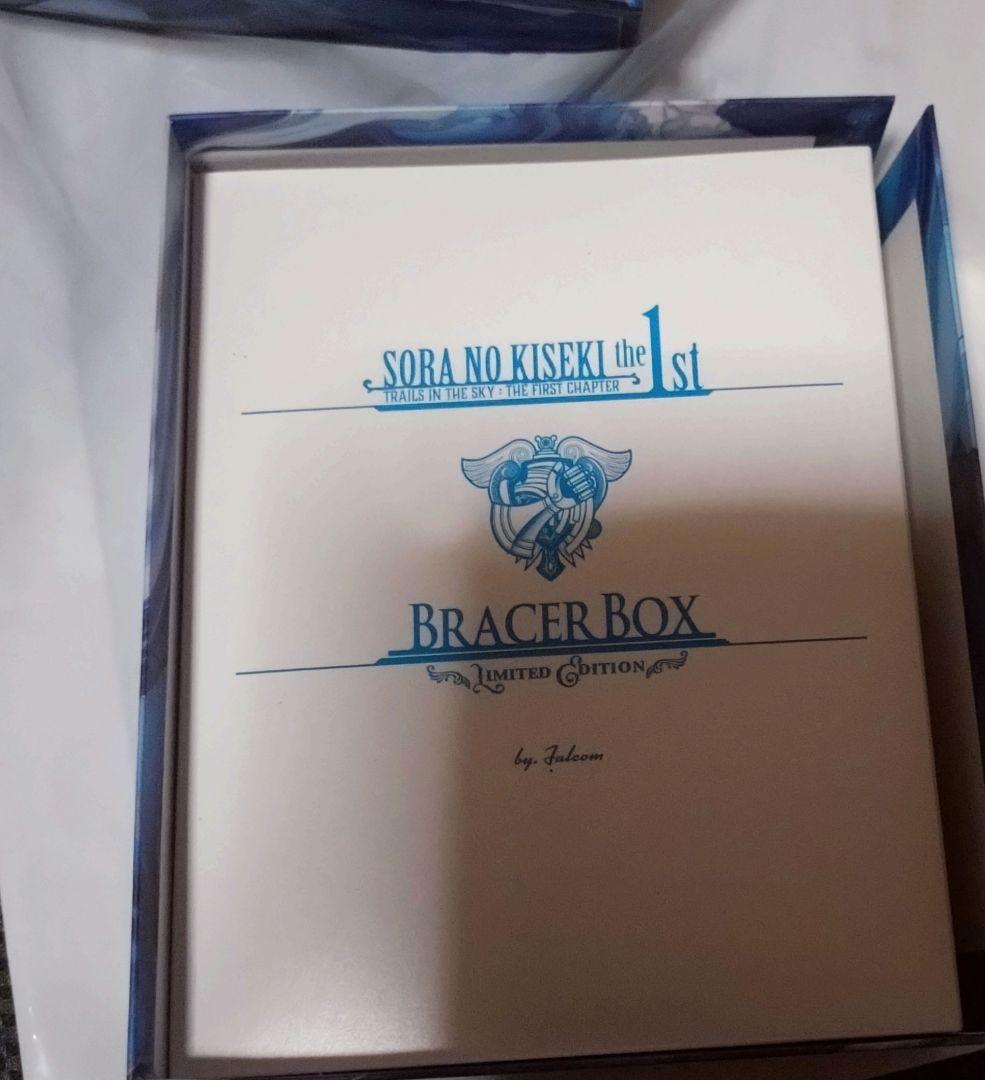 SORA NO KISEKI the 1st
TRAILS IN THE SKY : THE FIRST CHAPTER
BRACER BOX
LIMITED EDITION
by. Falcom